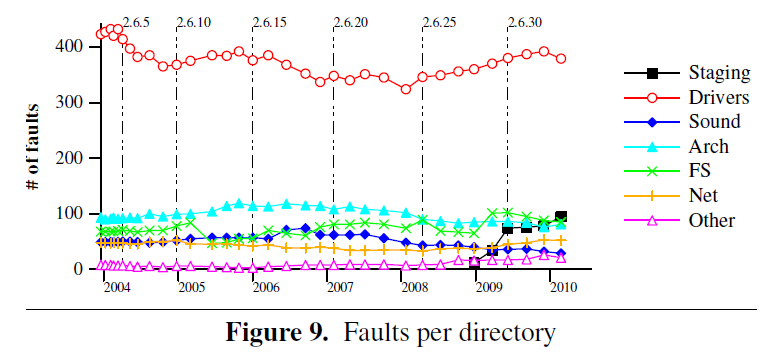 2.6.5 2.6.10 2.6.15 2.6.20 2.6.25 2.6.30
400
300
200
100
0
# of faults
2004 2005 2006 2007 2008 2009 2010
Staging
Drivers
Sound
Arch
FS
Net
Other
Figure 9. Faults per directory